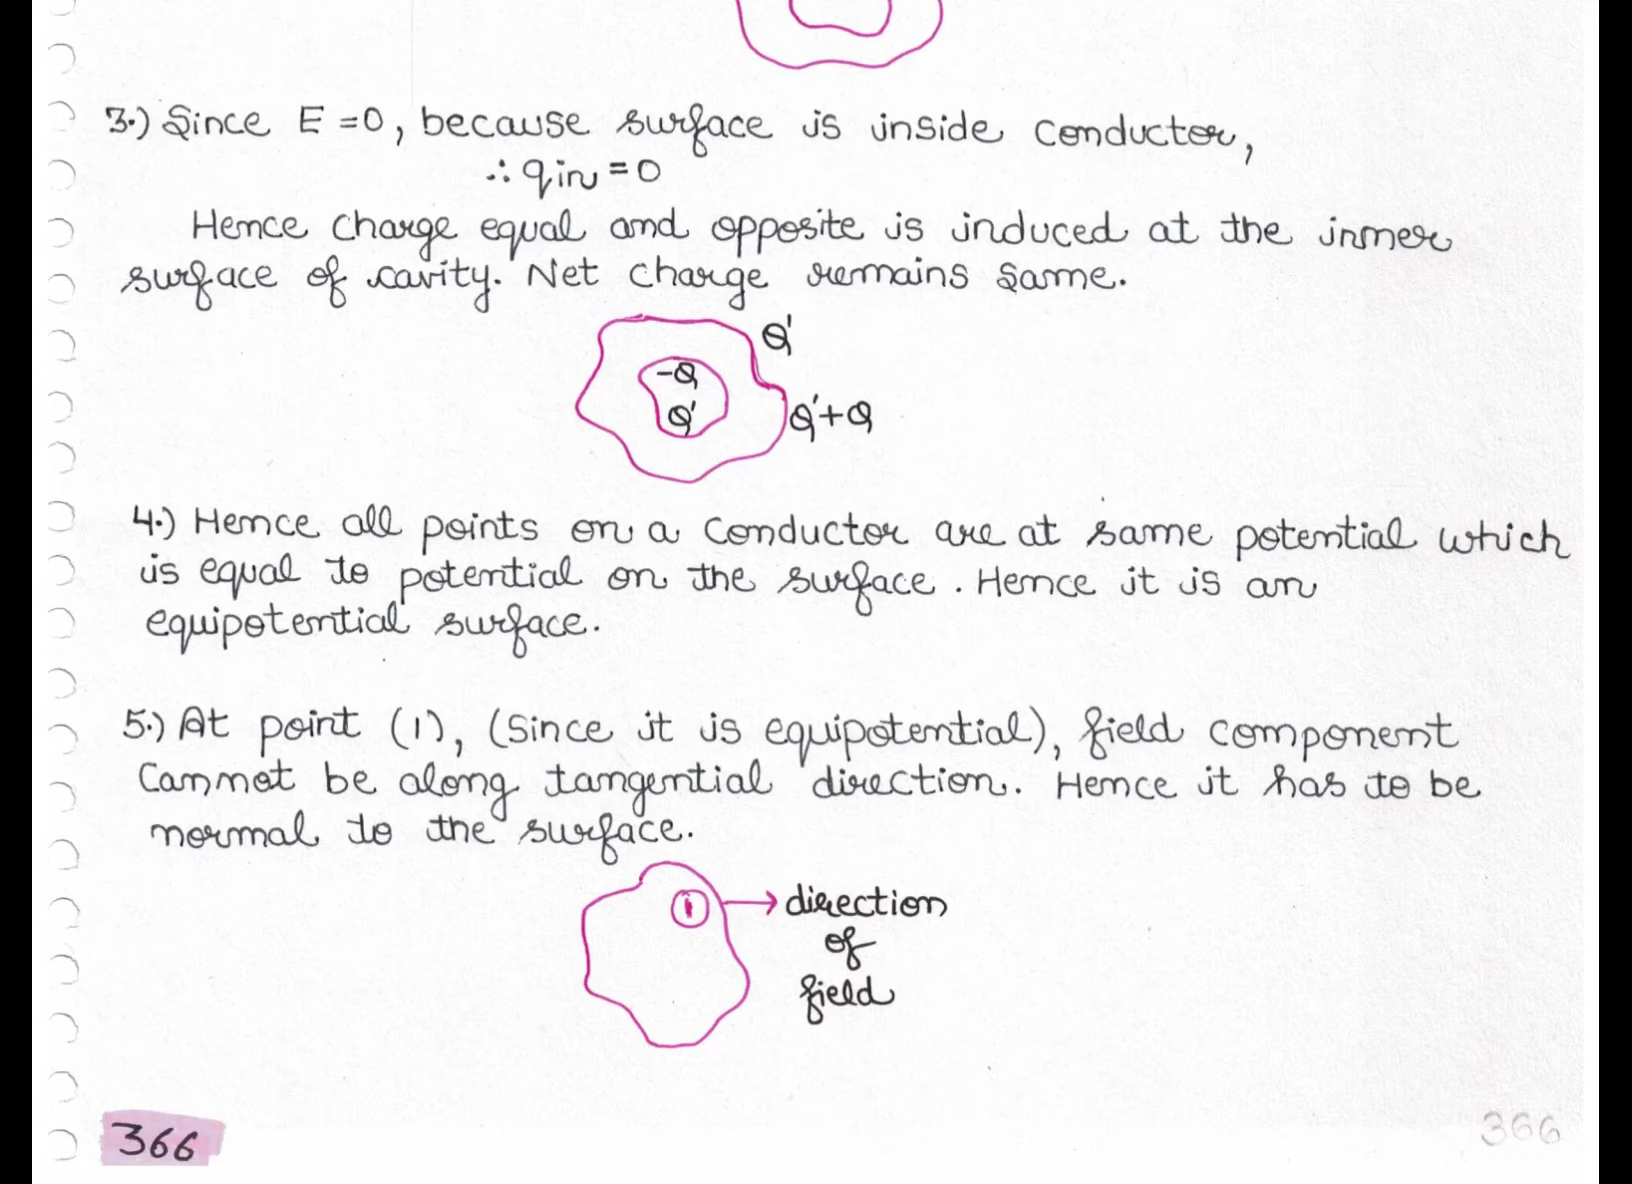 3.) Since E = 0, because surface is inside conductor,
∴ qin = 0
Hence charge equal and opposite is induced at the inner
surface of cavity. Net charge remains same.
Q'
-Q
Q'
Q'+Q
4.) Hence all points on a conductor are at same potential which
is equal to potential on the surface. Hence it is an
equipotential surface.
5.) At point (1), (Since it is equipotential), field component
Cannot be along tangential direction. Hence it has to be
normal to the surface.
1 → direction
of
field
366
366